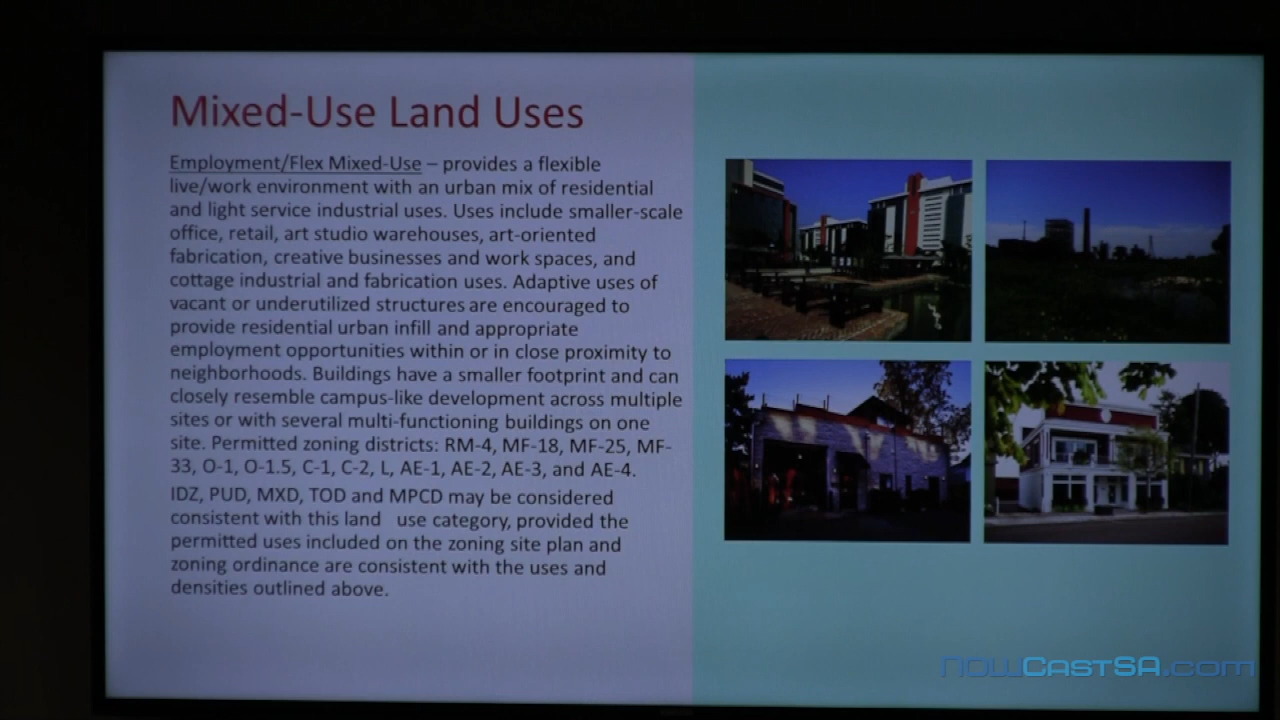 Mixed-Use Land Uses
Employment/Flex Mixed-Use – provides a flexible
live/work environment with an urban mix of residential
and light service industrial uses. Uses include smaller-scale
office, retail, art studio warehouses, art-oriented
fabrication, creative businesses and work spaces, and
cottage industrial and fabrication uses. Adaptive uses of
vacant or underutilized structures are encouraged to
provide residential urban infill and appropriate
employment opportunities within or in close proximity to
neighborhoods. Buildings have a smaller footprint and can
closely resemble campus-like development across multiple
sites or with several multi-functioning buildings on one
site. Permitted zoning districts: RM-4, MF-18, MF-25, MF-
33, O-1, O-1.5, C-1, C-2, L, AE-1, AE-2, AE-3, and AE-4.
IDZ, PUD, MXD, TOD and MPCD may be considered
consistent with this land use category, provided the
permitted uses included on the zoning site plan and
zoning ordinance are consistent with the uses and
densities outlined above.
NOWCastSA.com